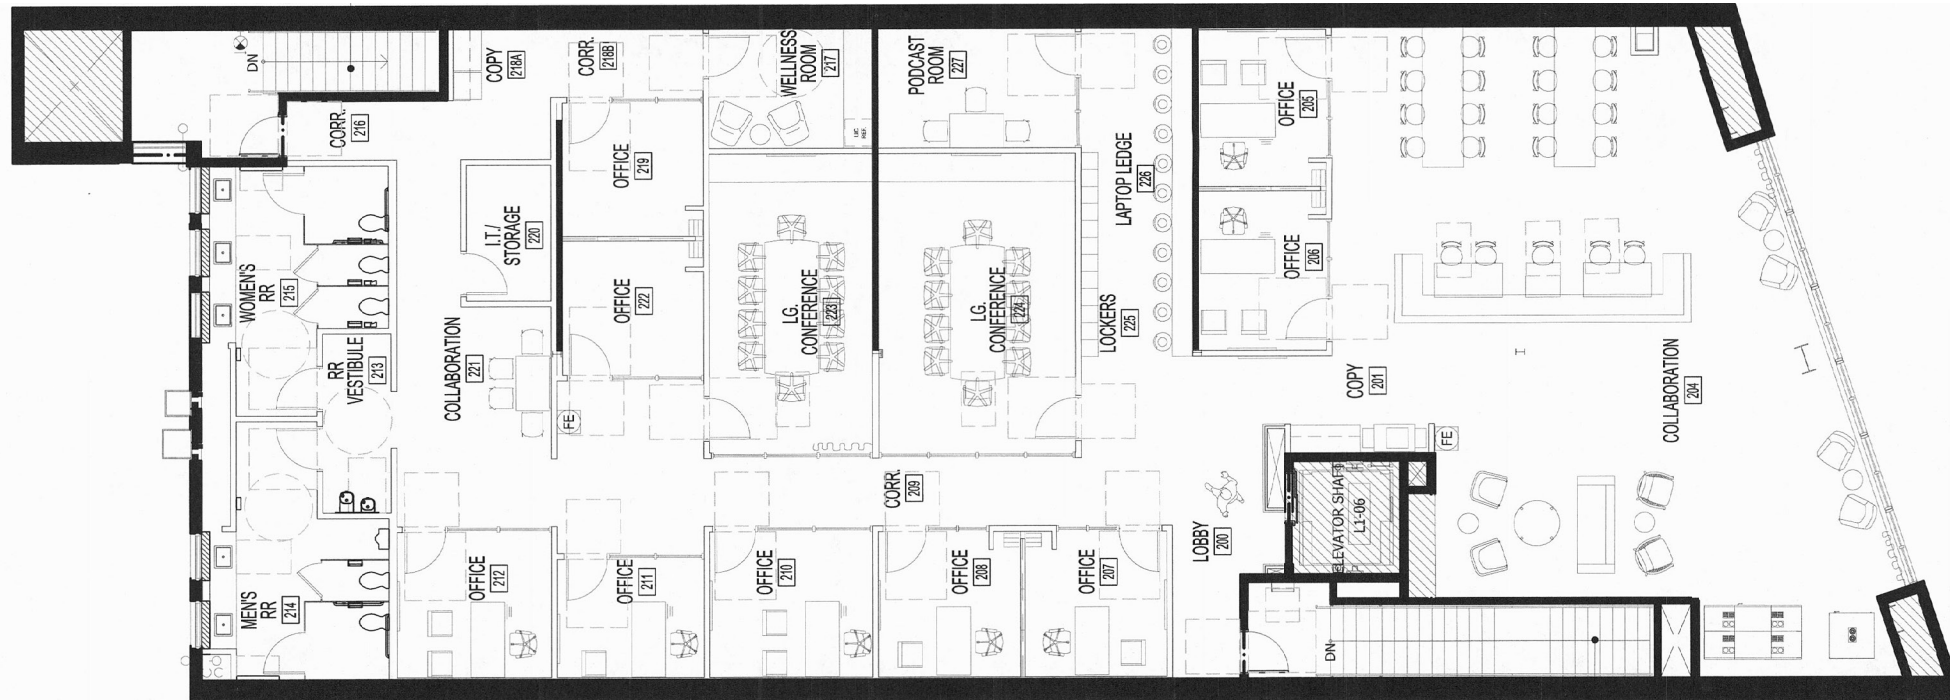 DN
COPY
218A
CORR.
218B
WELLNESS
ROOM
217
PODCAST
ROOM
227
CORR.
216
OFFICE
219
OFFICE
205
LAPTOP LEDGE
226
I.T./
STORAGE
220
OFFICE
206
WOMEN'S
RR
215
OFFICE
222
LG.
CONFERENCE
223
LG.
CONFERENCE
224
LOCKERS
225
RR
VESTIBULE
213
COLLABORATION
221
COPY
201
COLLABORATION
204
FE
FE
CORR.
209
ELEVATOR SHAFT
L1-06
LOBBY
200
OFFICE
212
OFFICE
211
OFFICE
210
OFFICE
208
OFFICE
207
MEN'S
RR
214
DN